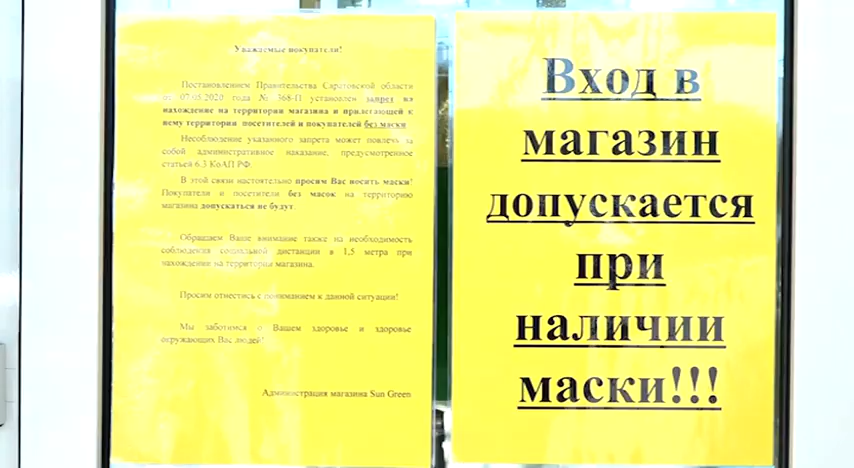 Уважаемые покупатели!
Постановлением Правительства Саратовской области
от 07.05.2020 года № 368-П установлен запрет на
нахождение на территории магазина и прилегающей к
нему территории посетителей и покупателей без маски
Несоблюдение указанного запрета может повлечь за
собой административное наказание, предусмотренное
статьей 6.3 КоАП РФ.
В этой связи настоятельно просим Вас носить маски!
Покупатели и посетители без масок на территорию
магазина допускаться не будут.
Обращаем Ваше внимание также на необходимость
соблюдения социальной дистанции в 1,5 метра при
нахождении на территории магазина.
Просим отнестись с пониманием к данной ситуации!
Мы заботимся о Вашем здоровье и здоровье
окружающих Вас людей!
Администрация магазина Sun Green
Вход в
магазин
допускается
при
наличии
маски!!!